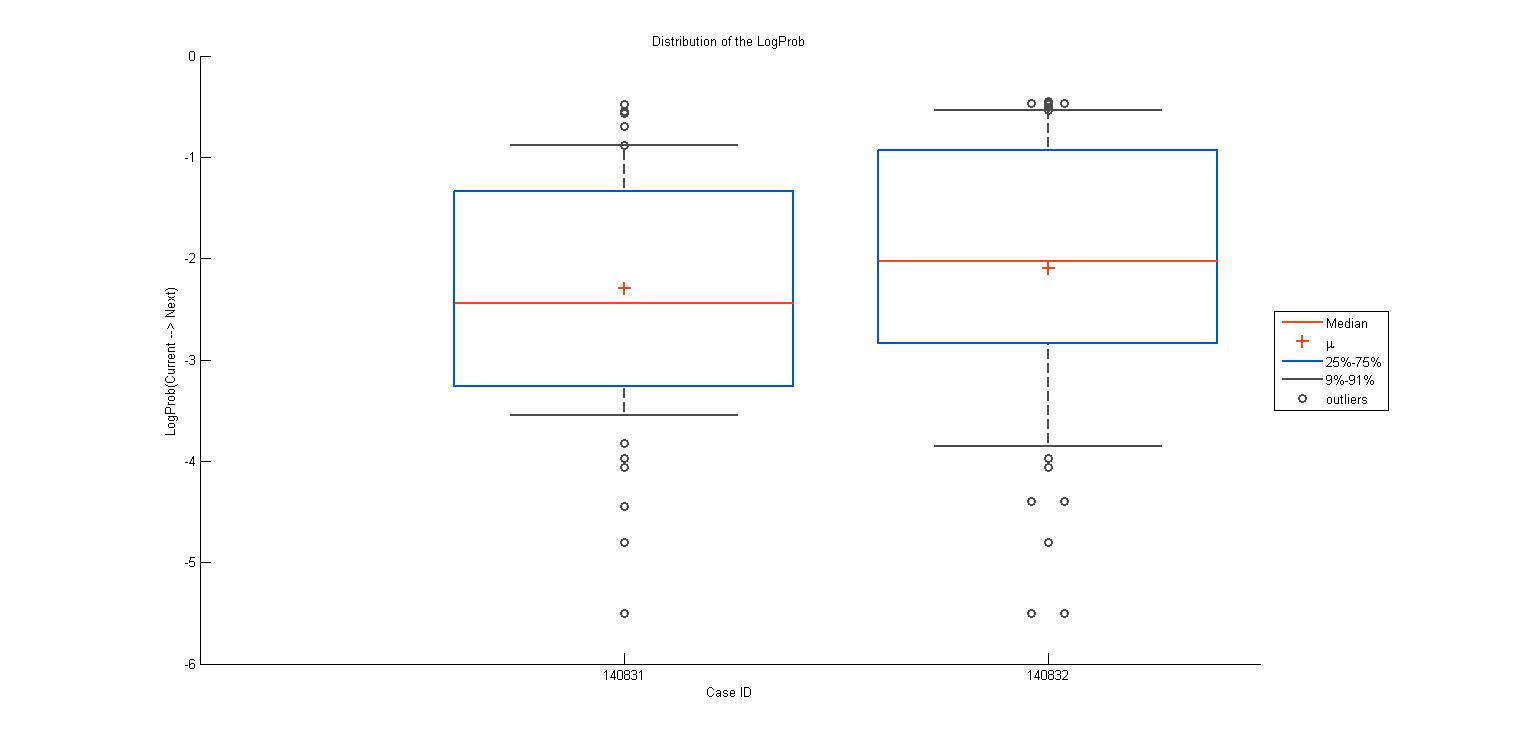 Distribution of the LogProb
0
-1
-2
-3
-4
-5
-6
LogProb(Current --> Next)
140831
140832
Case ID
Median
μ
25%-75%
9%-91%
outliers